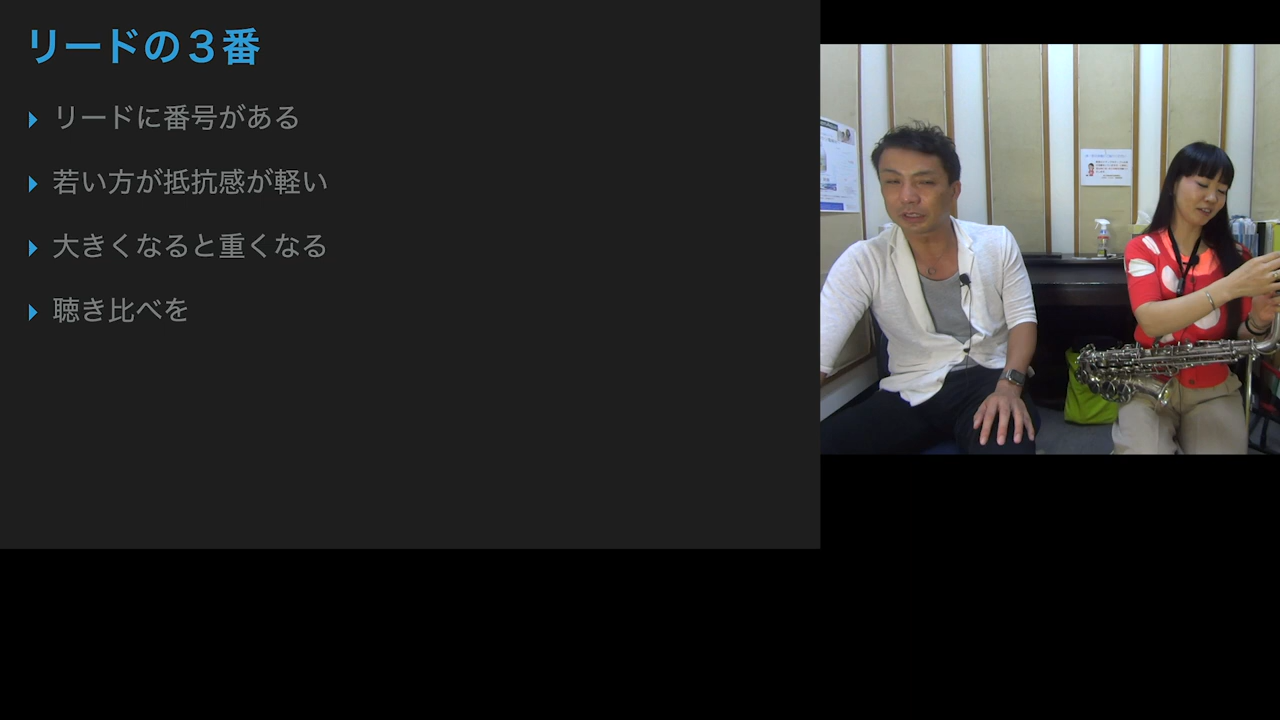 リードの３番
リードに番号がある
若い方が抵抗感が軽い
大きくなると重くなる
聴き比べを